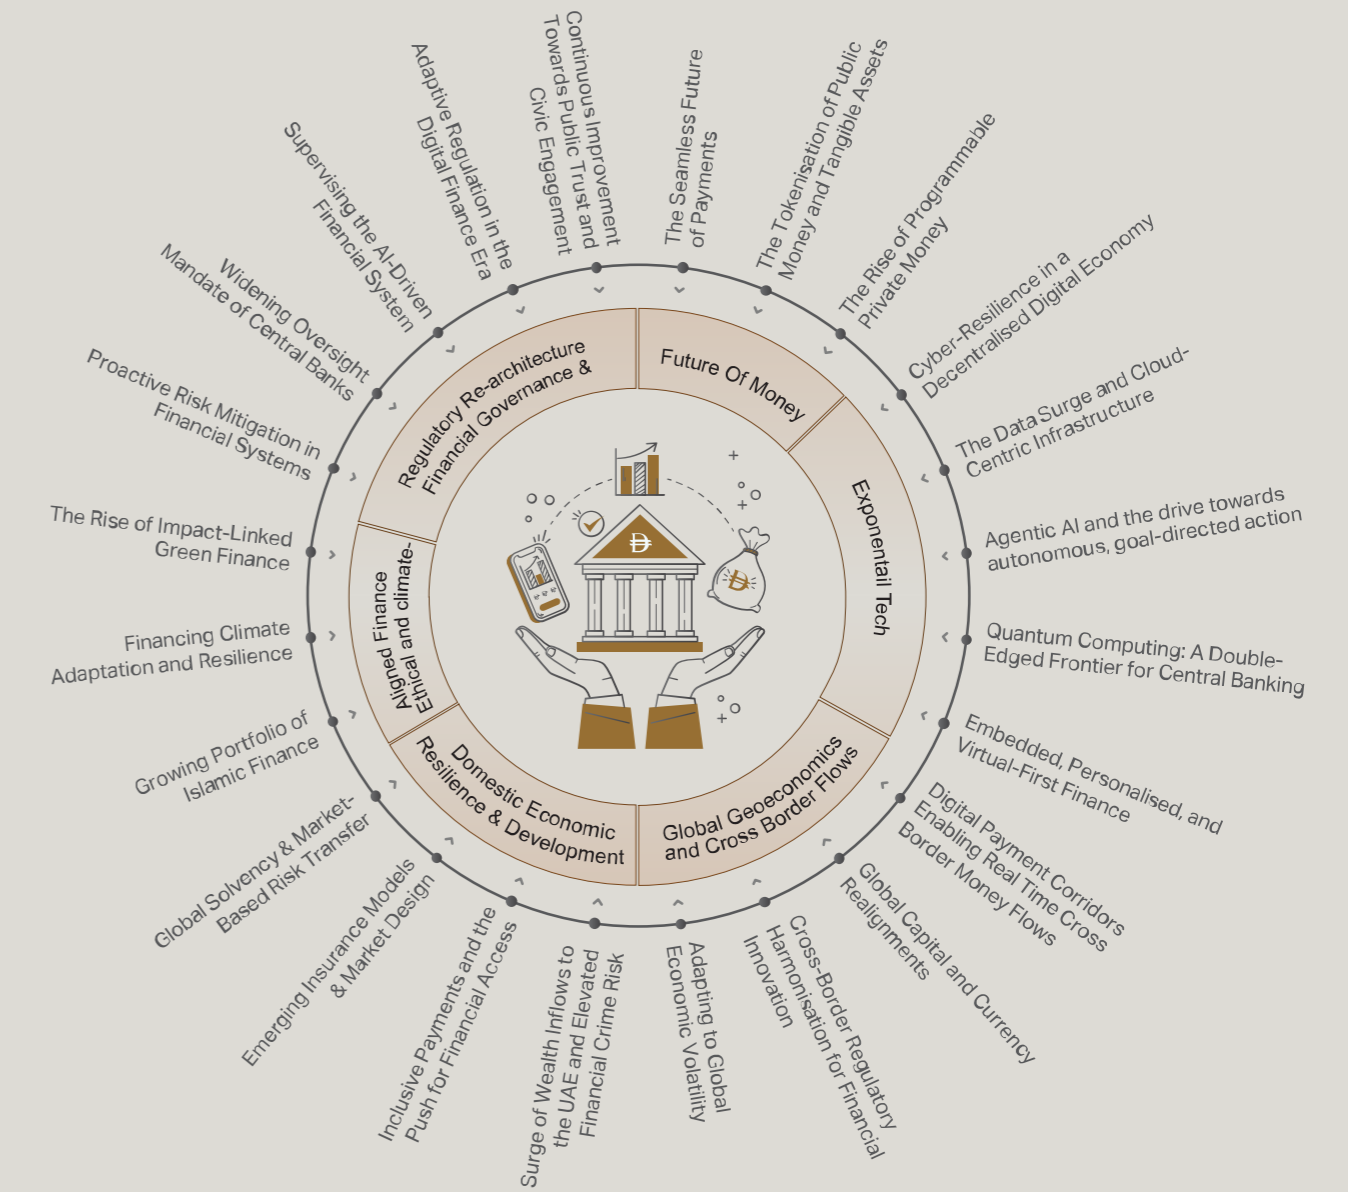 Continuous Improvement
Towards Public Trust and
Civic Engagement
The Seamless Future
of Payments
The Tokenisation of Public
Money and Tangible Assets
The Rise of Programmable
Private Money
Cyber-Resilience in a
Decentralised Digital Economy
The Data Surge and Cloud-
Centric Infrastructure
Agentic AI and the drive towards
autonomous, goal-directed action
Quantum Computing: A Double-
Edged Frontier for Central Banking
Embedded, Personalised, and
Virtual-First Finance
Digital Payment Corridors
Enabling Real Time Cross
Border Money Flows
Global Capital and Currency
Realignments
Cross-Border Regulatory
Harmonisation for Financial
Innovation
Adapting to Global
Economic Volatility
Surge of Wealth Inflows to
the UAE and Elevated
Financial Crime Risk
Inclusive Payments and the
Push for Financial Access
Emerging Insurance Models
& Market Design
Global Solvency & Market-
Based Risk Transfer
Growing Portfolio of
Islamic Finance
Financing Climate
Adaptation and Resilience
The Rise of Impact-Linked
Green Finance
Proactive Risk Mitigation in
Financial Systems
Widening Oversight
Mandate of Central Banks
Supervising the AI-Driven
Financial System
Adaptive Regulation in the
Digital Finance Era
Future Of Money
Exponentail Tech
Global Geoeconomics
and Cross Border Flows
Domestic Economic
Resilience & Development
Aligned Finance
Ethical and climate-
Regulatory Re-architecture
Financial Governance &